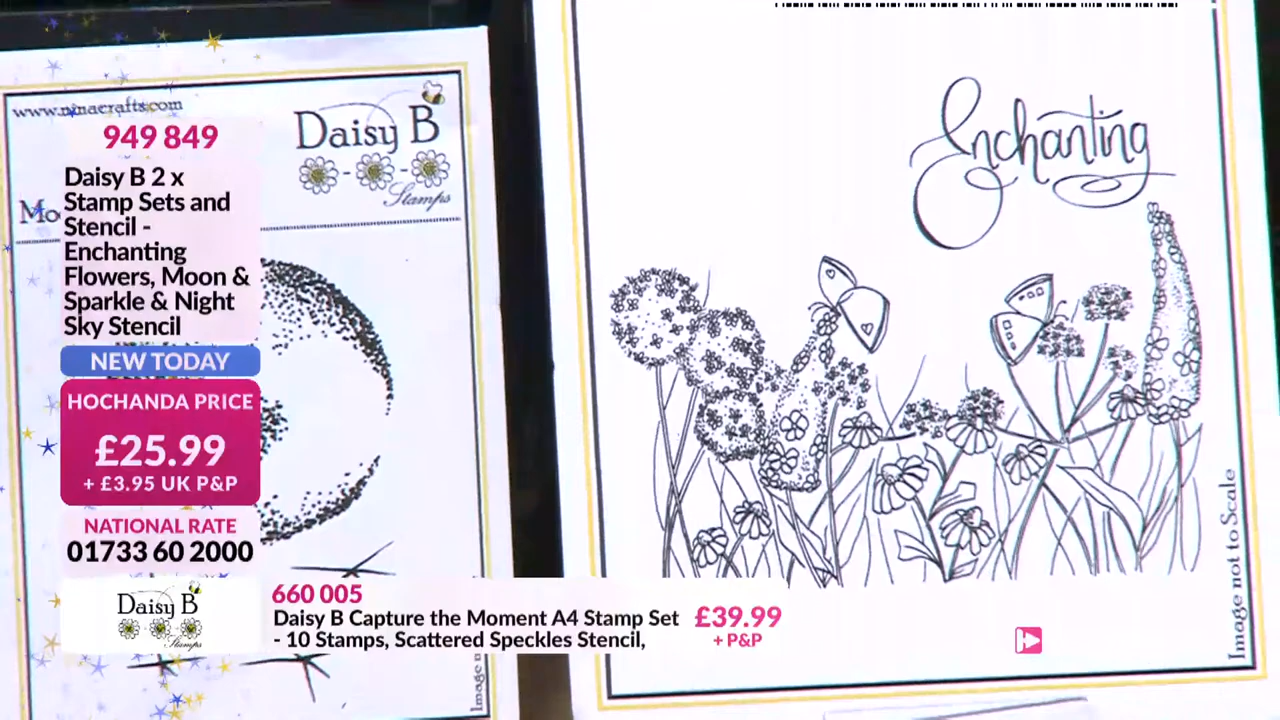 www.ninacrafts.com
Daisy B
Stamps
949 849
Daisy B 2 x
Stamp Sets and
Stencil -
Enchanting
Flowers, Moon &
Sparkle & Night
Sky Stencil
NEW TODAY
HOCHANDA PRICE
£25.99
+ £3.95 UK P&P
NATIONAL RATE
01733 60 2000
Enchanting
Image not to Scale
Daisy B
Stamps
660 005
Daisy B Capture the Moment A4 Stamp Set
- 10 Stamps, Scattered Speckles Stencil,
£39.99
+ P&P